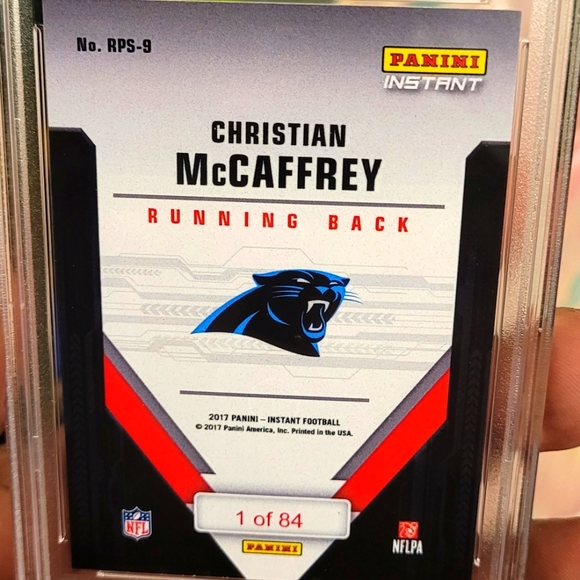 No. RPS-9
PANINI
INSTANT
CHRISTIAN
McCAFFREY
RUNNING BACK
2017 PANINI – INSTANT FOOTBALL
© 2017 Panini America, Inc. Printed in the USA.
1 of 84
NFL
PANINI
NFLPA